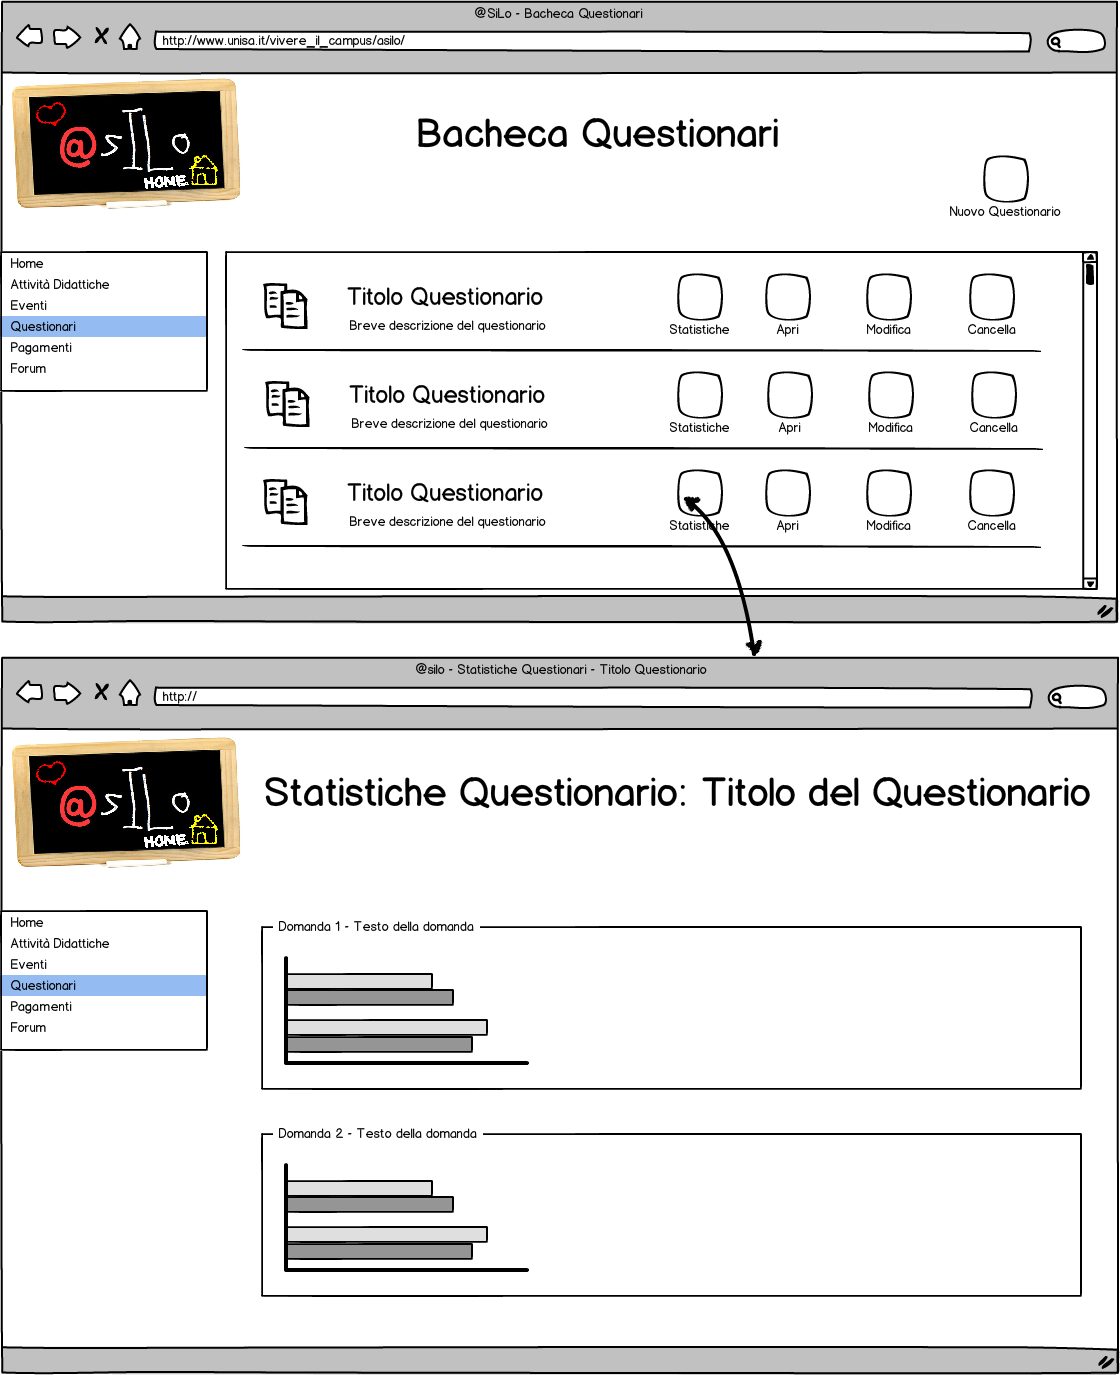 @SiLo - Bacheca Questionari
http://www.unisa.it/vivere_il_campus/asilo/
@sILo
HOME
Bacheca Questionari
Nuovo Questionario
Home
Attività Didattiche
Eventi
Questionari
Pagamenti
Forum
Titolo Questionario
Breve descrizione del questionario
Statistiche Apri Modifica Cancella
Titolo Questionario
Breve descrizione del questionario
Statistiche Apri Modifica Cancella
Titolo Questionario
Breve descrizione del questionario
Statistiche Apri Modifica Cancella
@silo - Statistiche Questionari - Titolo Questionario
http://
@sILo
HOME
Statistiche Questionario: Titolo del Questionario
Home
Attività Didattiche
Eventi
Questionari
Pagamenti
Forum
Domanda 1 - Testo della domanda
Domanda 2 - Testo della domanda